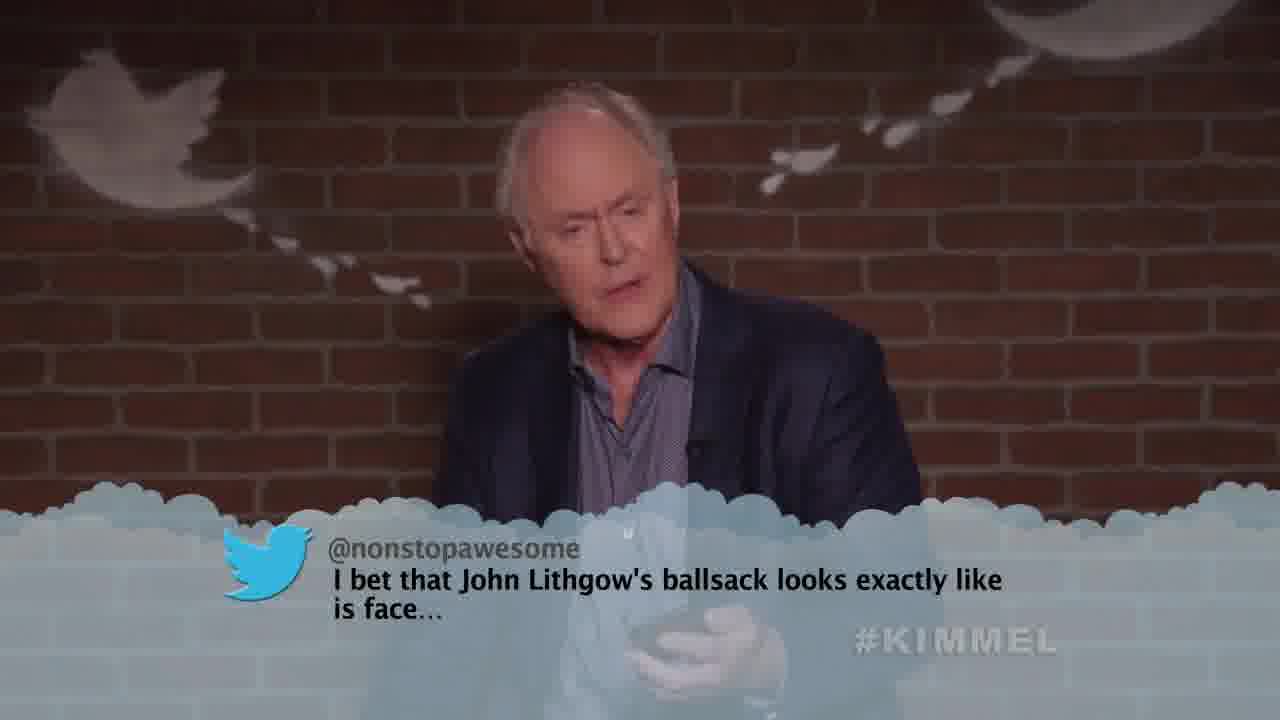 @nonstopawesome
I bet that John Lithgow's ballsack looks exactly like
is face...
#KIMMEL